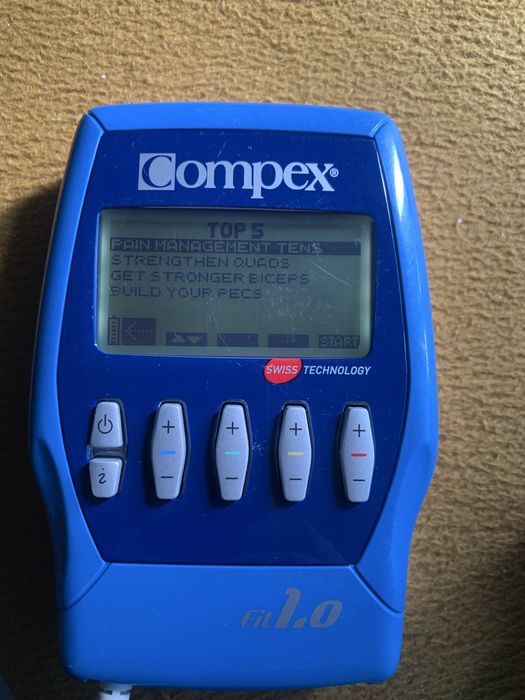 Compex®
TOP 5
PAIN MANAGEMENT TENS
STRENGTHEN QUADS
GET STRONGER BICEPS
BUILD YOUR PECS
START
SWISS TECHNOLOGY
+ + + +
i - - - -
Fit 1.0